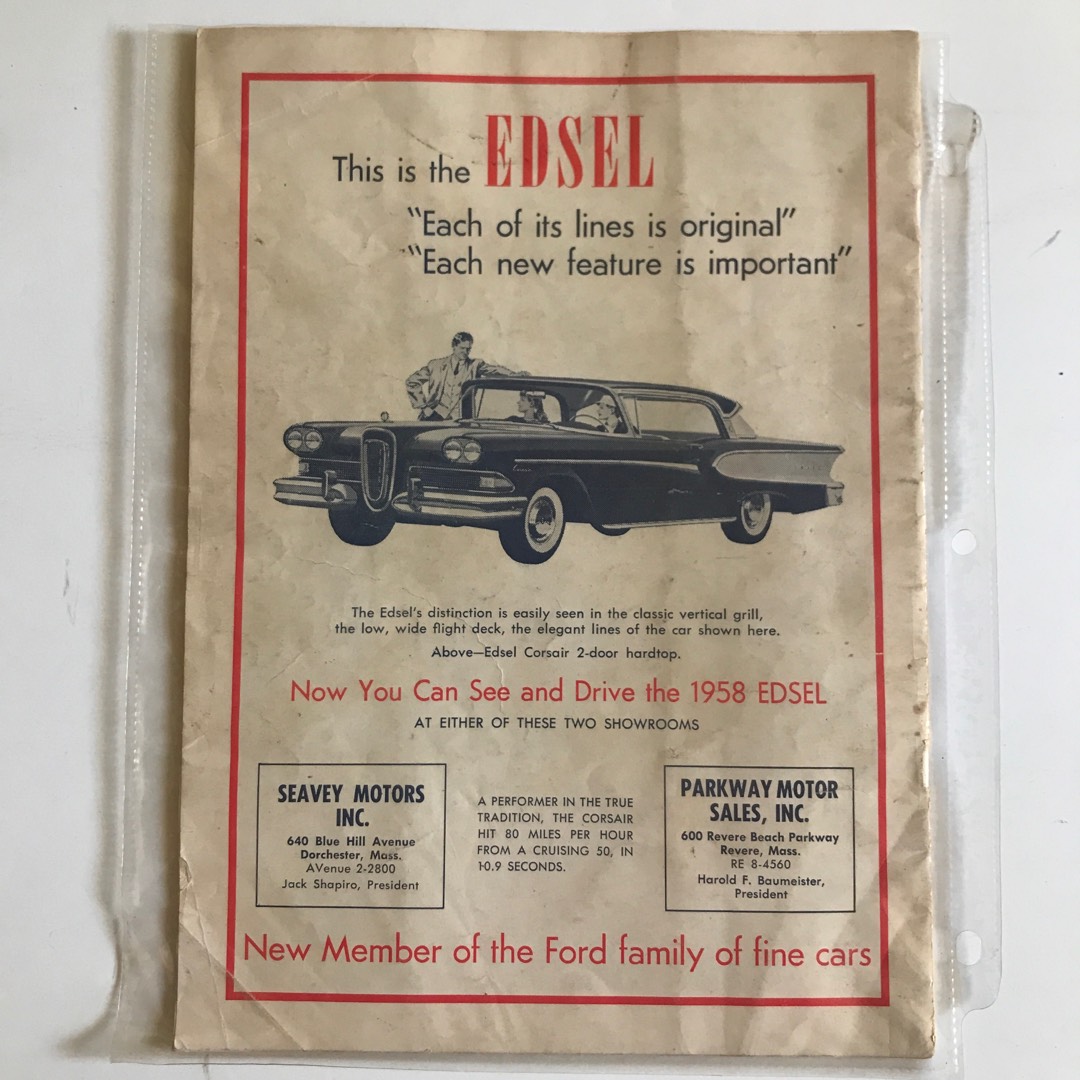 This is the EDSEL
"Each of its lines is original"
"Each new feature is important"
The Edsel's distinction is easily seen in the classic vertical grill,
the low, wide flight deck, the elegant lines of the car shown here.
Above—Edsel Corsair 2-door hardtop.
Now You Can See and Drive the 1958 EDSEL
AT EITHER OF THESE TWO SHOWROOMS
SEAVEY MOTORS
INC.
640 Blue Hill Avenue
Dorchester, Mass.
AVenue 2-2800
Jack Shapiro, President
A PERFORMER IN THE TRUE
TRADITION, THE CORSAIR
HIT 80 MILES PER HOUR
FROM A CRUISING 50, IN
10.9 SECONDS.
PARKWAY MOTOR
SALES, INC.
600 Revere Beach Parkway
Revere, Mass.
RE 8-4560
Harold F. Baumeister,
President
New Member of the Ford family of fine cars